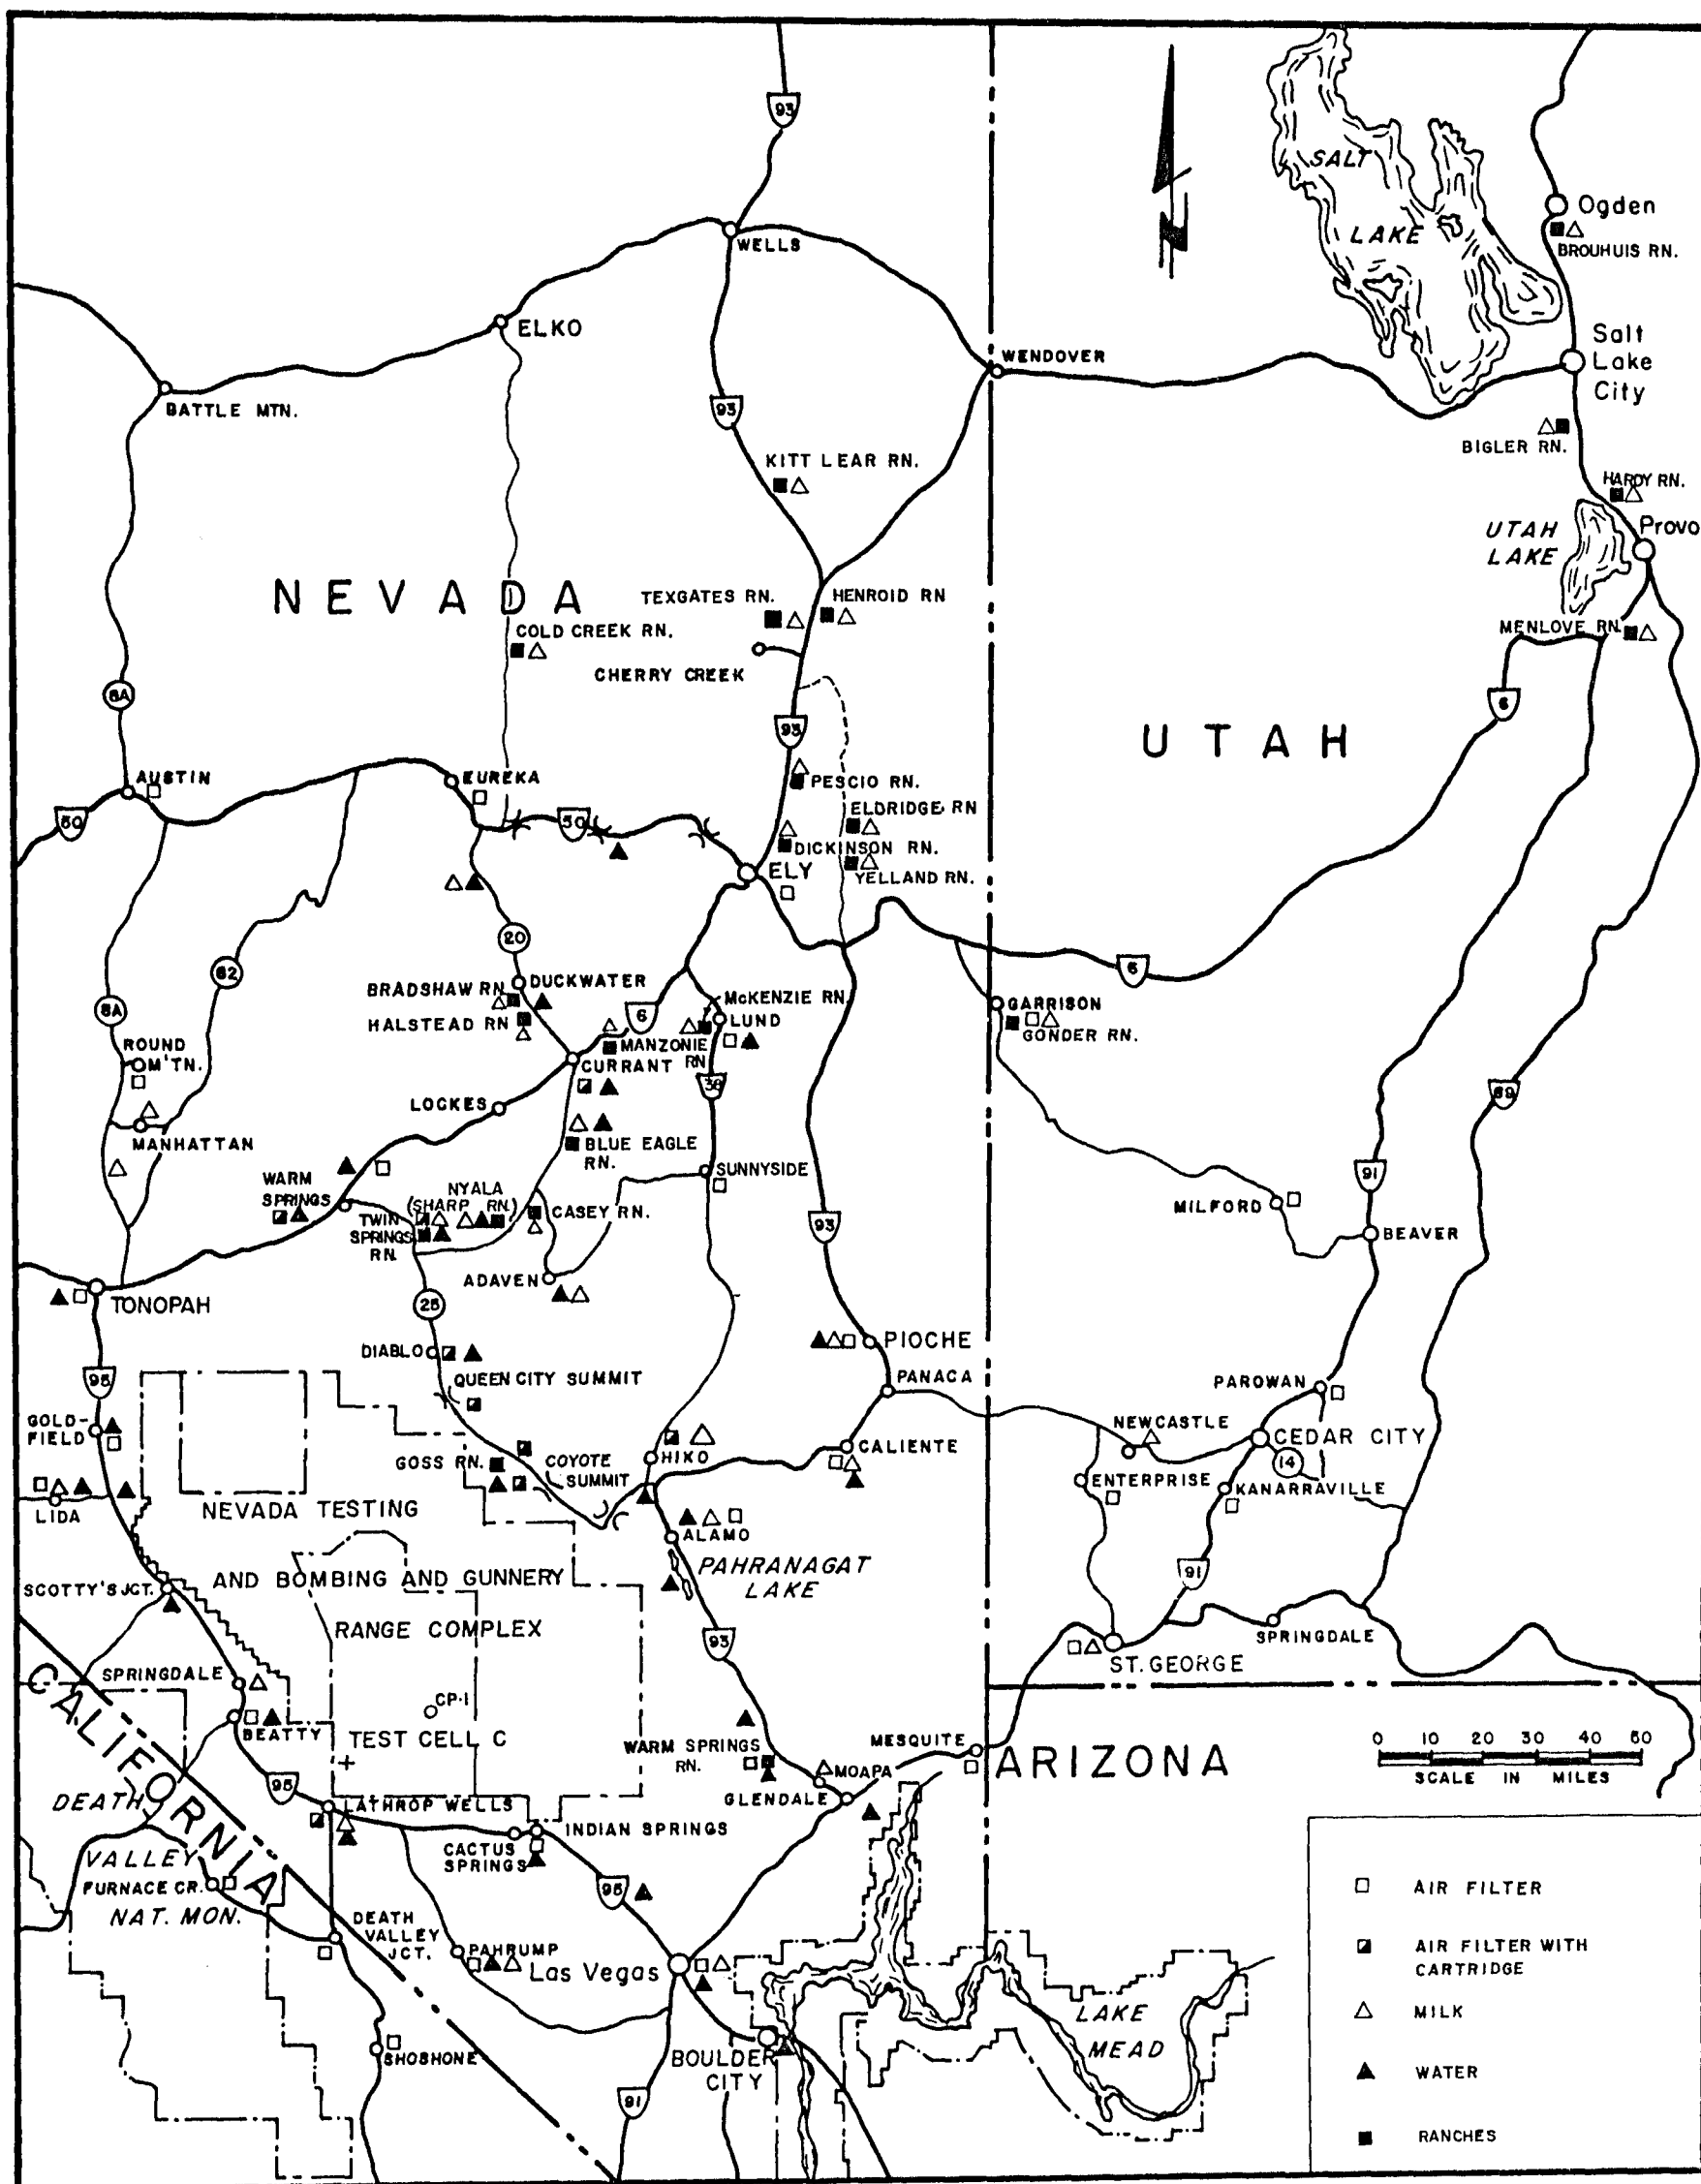 93
SALT
LAKE
Ogden
BROUHUIS RN.
WELLS
ELKO
WENDOVER
Salt
Lake
City
BATTLE MTN.
93
KITT LEAR RN.
BIGLER RN.
HARDY RN.
UTAH
LAKE
Provo
NEVADA
TEXGATES RN.
HENROID RN
COLD CREEK RN.
MENLOVE RN.
CHERRY CREEK
8A
6
93
UTAH
AUSTIN
EUREKA
PESCIO RN.
50
50
ELDRIDGE RN
DICKINSON RN.
ELY
YELLAND RN.
20
62
6
BRADSHAW RN
DUCKWATER
McKENZIE RN.
8A
HALSTEAD RN
6
LUND
GARRISON
GONDER RN.
ROUND
M'TN.
MANZONIE
RN
CURRANT
38
89
LOCKES
MANHATTAN
BLUE EAGLE
RN.
SUNNYSIDE
91
WARM
SPRINGS
NYALA
(SHARP RN.)
TWIN
SPRINGS
RN.
CASEY RN.
MILFORD
93
BEAVER
ADAVEN
TONOPAH
25
DIABLO
PIOCHE
QUEEN CITY SUMMIT
PANACA
PAROWAN
95
GOLD-
FIELD
NEWCASTLE
CEDAR CITY
HIKO
CALIENTE
14
GOSS RN.
COYOTE
SUMMIT
ENTERPRISE
KANARRAVILLE
LIDA
NEVADA TESTING
ALAMO
PAHRANAGAT
LAKE
AND BOMBING AND GUNNERY
SCOTTY'S JCT.
91
RANGE COMPLEX
93
SPRINGDALE
ST. GEORGE
SPRINGDALE
CALIFORNIA
CP-1
BEATTY
TEST CELL C
WARM SPRINGS
RN.
MESQUITE
ARIZONA
MOAPA
0 10 20 30 40 50
SCALE IN MILES
95
GLENDALE
DEATH
LATHROP WELLS
INDIAN SPRINGS
CACTUS
SPRINGS
VALLEY
FURNACE CR.
NAT. MON.
95
DEATH
VALLEY
JCT.
PAHRUMP
Las Vegas
LAKE
MEAD
SHOSHONE
BOULDER
CITY
91
AIR FILTER
AIR FILTER WITH
CARTRIDGE
MILK
WATER
RANCHES